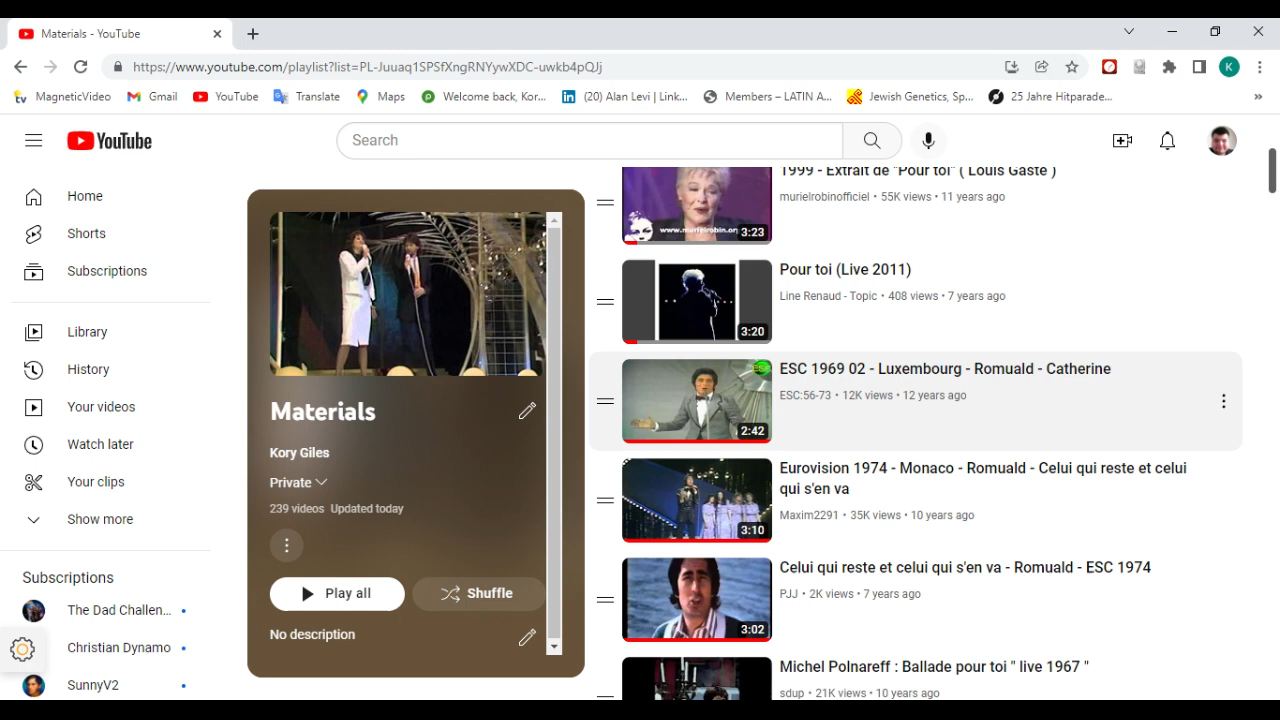 Materials - YouTube
https://www.youtube.com/playlist?list=PL-Juuaq1SPSfXngRNYywXDC-uwkb4pQJj
K
MagneticVideo
Gmail
YouTube
Translate
Maps
Welcome back, Kor...
(20) Alan Levi | Link...
Members – LATIN A...
Jewish Genetics, Sp...
25 Jahre Hitparade...
YouTube
Search
Home
Shorts
Subscriptions
Library
History
Your videos
Watch later
Your clips
Show more
Subscriptions
The Dad Challen...
Christian Dynamo
SunnyV2
Materials
Kory Giles
Private
239 videos Updated today
Play all
Shuffle
No description
1999 - Extrait de "Pour toi" ( Louis Gasté )
murielrobinofficiel • 55K views • 11 years ago
www.murielrobin.org
3:23
Pour toi (Live 2011)
Line Renaud - Topic • 408 views • 7 years ago
3:20
ESC 1969 02 - Luxembourg - Romuald - Catherine
ESC:56-73 • 12K views • 12 years ago
ESC
2:42
Eurovision 1974 - Monaco - Romuald - Celui qui reste et celui
qui s'en va
Maxim2291 • 35K views • 10 years ago
3:10
Celui qui reste et celui qui s'en va - Romuald - ESC 1974
PJJ • 2K views • 7 years ago
3:02
Michel Polnareff : Ballade pour toi " live 1967 "
sdup • 21K views • 10 years ago